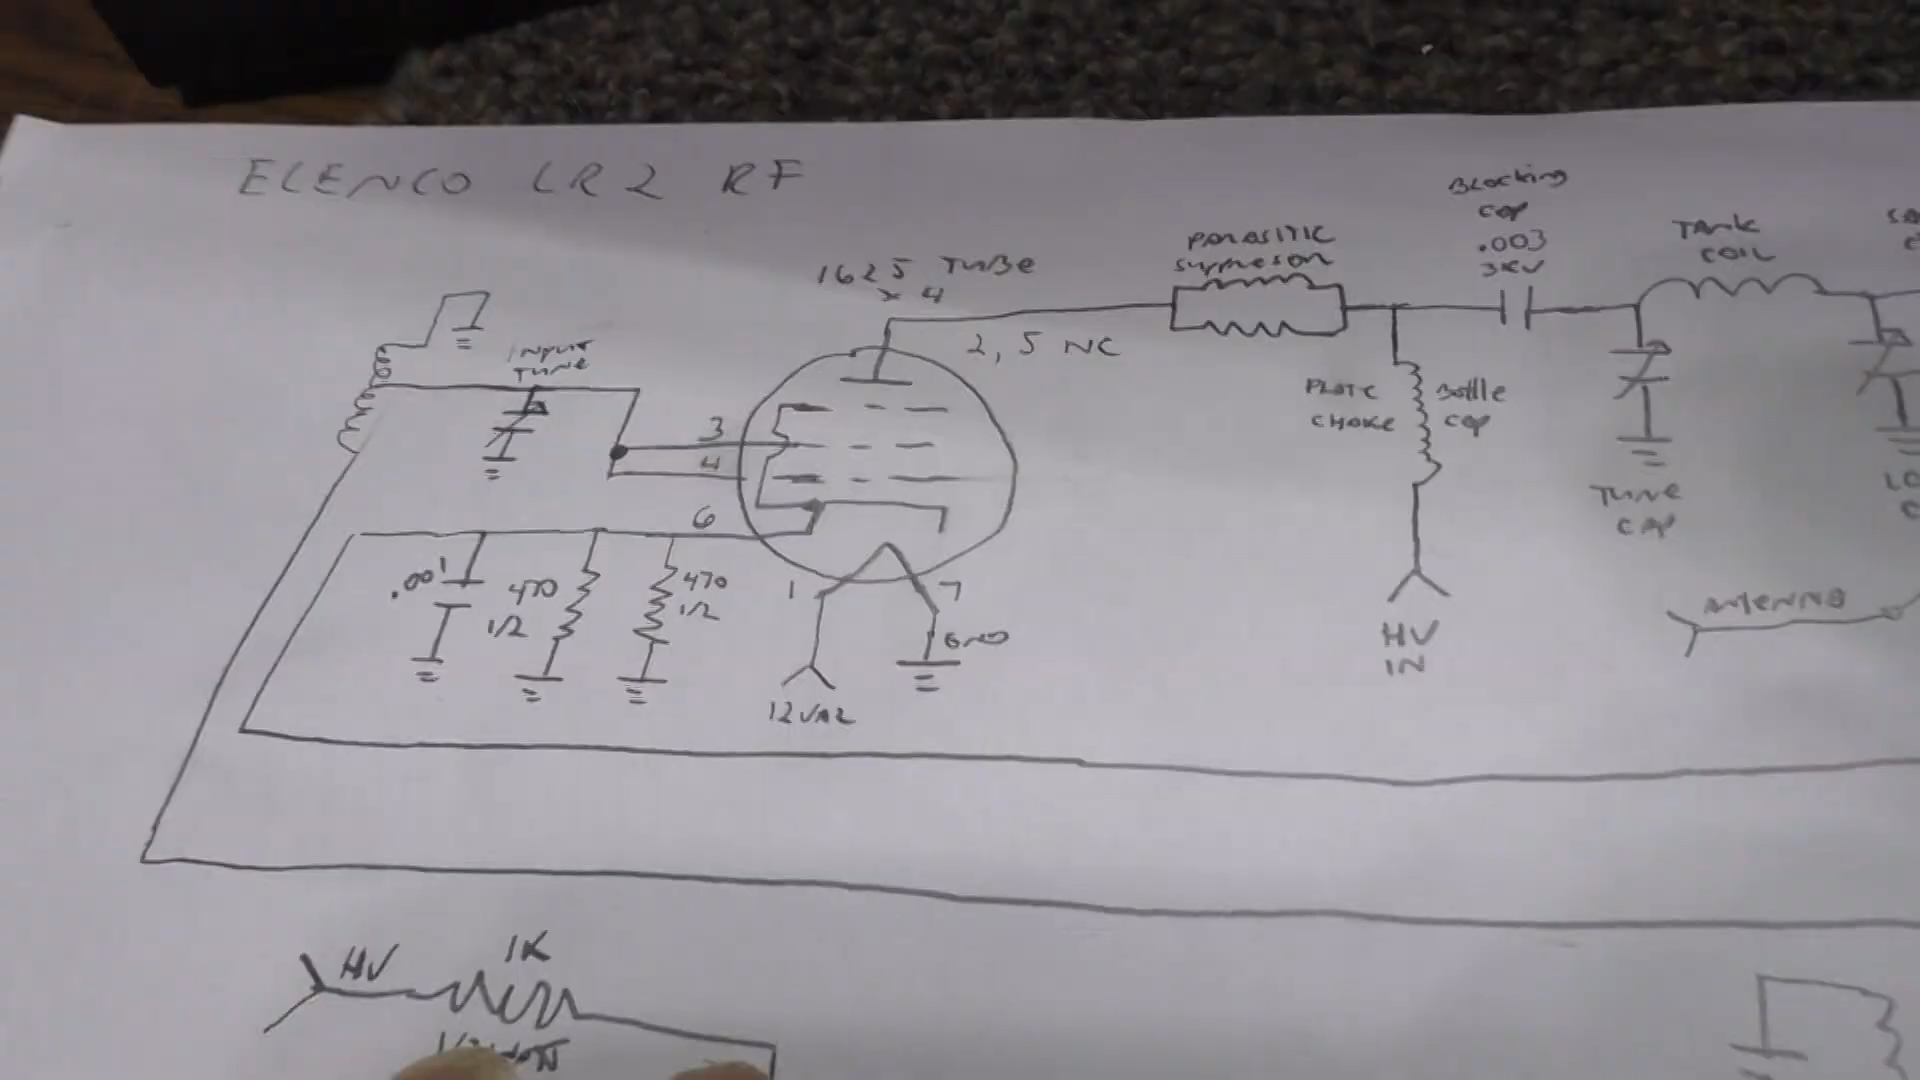 ELENCO LR2 RF
1625 TUBE
x 4
2, 5 NC
PARASITIC
Blocking
cap
.003
3KV
TANK
COIL
INPUT
TUNE
3
4
6
PLATE
CHOKE
Bottle
cap
TUNE
CAP
.001
470
1/2
470
1/2
1
7
GND
12VAC
HV
IN
ANTENNA
HV
1K